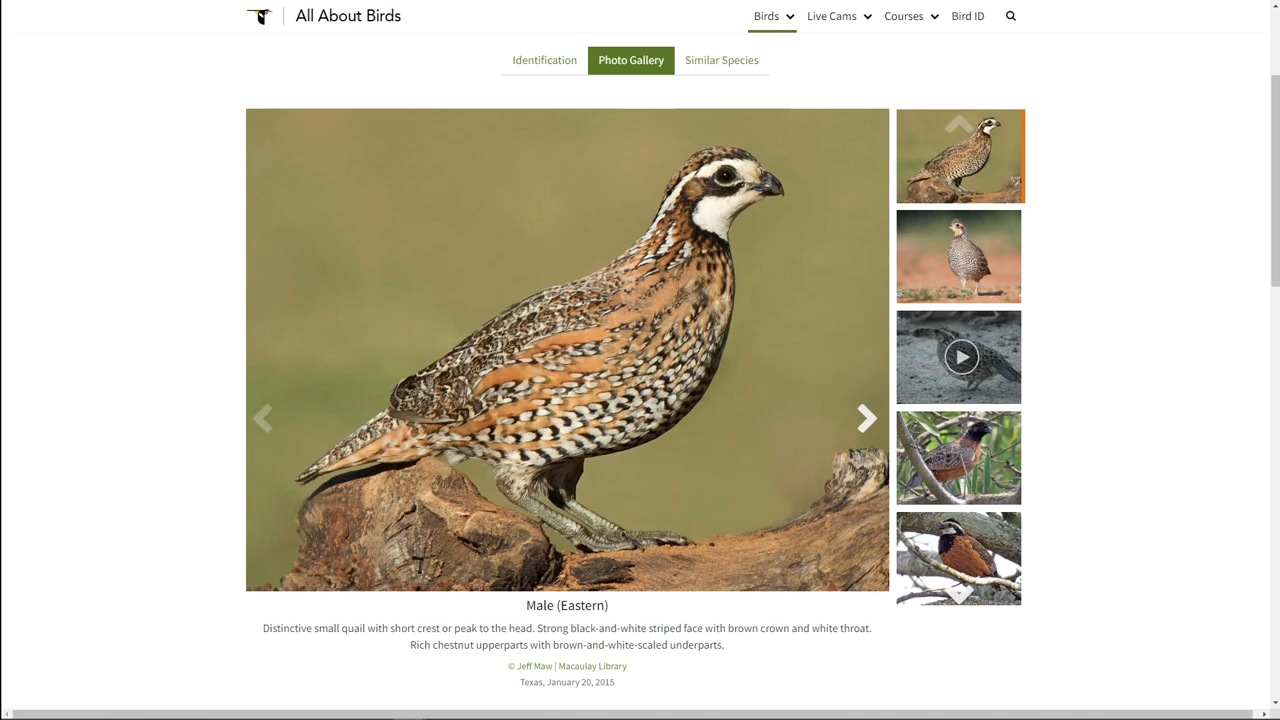 All About Birds
Birds
Live Cams
Courses
Bird ID
Identification
Photo Gallery
Similar Species
Male (Eastern)
Distinctive small quail with short crest or peak to the head. Strong black-and-white striped face with brown crown and white throat.
Rich chestnut upperparts with brown-and-white-scaled underparts.
© Jeff Maw | Macaulay Library
Texas, January 20, 2015